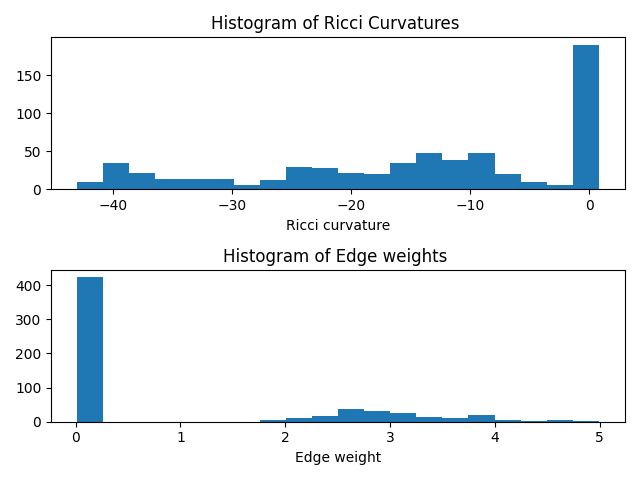 Histogram of Ricci Curvatures
150
100
50
0
−40 −30 −20 −10 0
Ricci curvature
Histogram of Edge weights
400
300
200
100
0
0 1 2 3 4 5
Edge weight